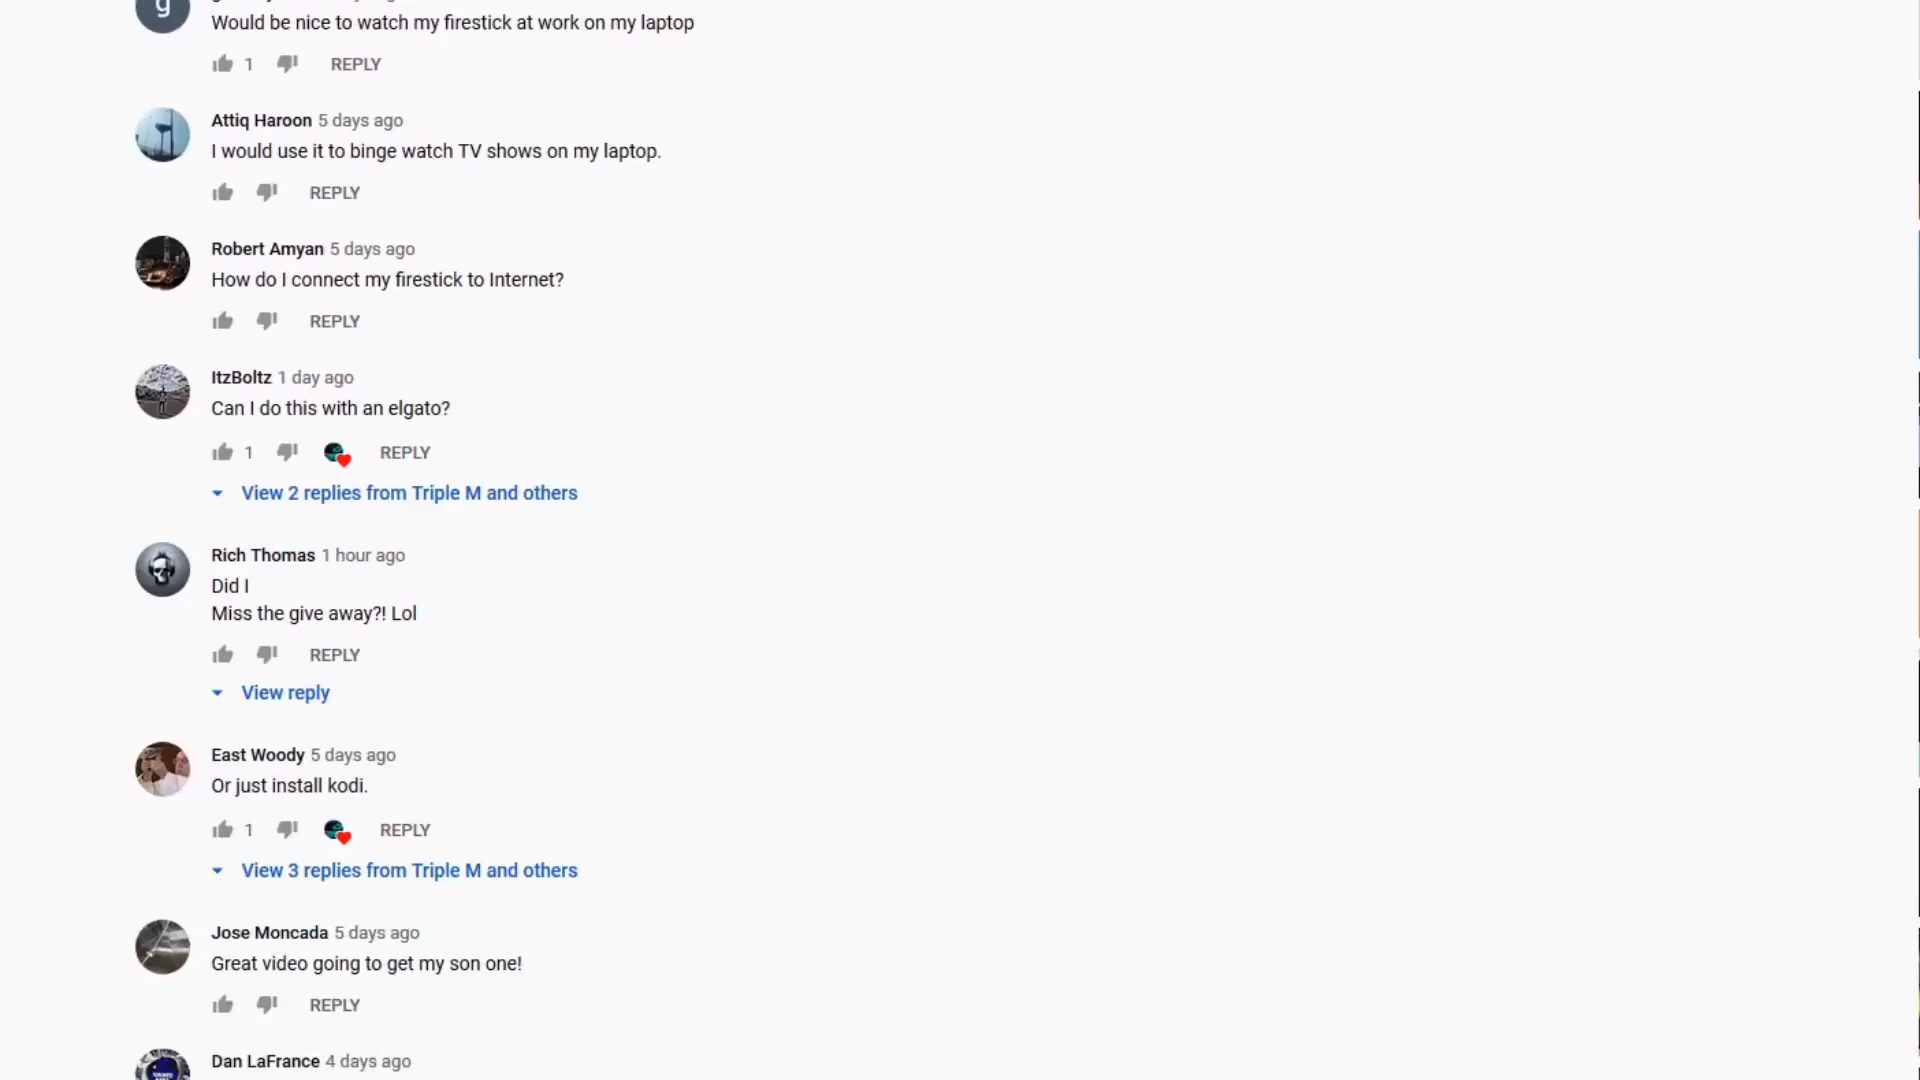 g
Would be nice to watch my firestick at work on my laptop
1 REPLY
Attiq Haroon 5 days ago
I would use it to binge watch TV shows on my laptop.
REPLY
Robert Amyan 5 days ago
How do I connect my firestick to Internet?
REPLY
ItzBoltz 1 day ago
Can I do this with an elgato?
1 REPLY
View 2 replies from Triple M and others
Rich Thomas 1 hour ago
Did I
Miss the give away?! Lol
REPLY
View reply
East Woody 5 days ago
Or just install kodi.
1 REPLY
View 3 replies from Triple M and others
Jose Moncada 5 days ago
Great video going to get my son one!
REPLY
Dan LaFrance 4 days ago